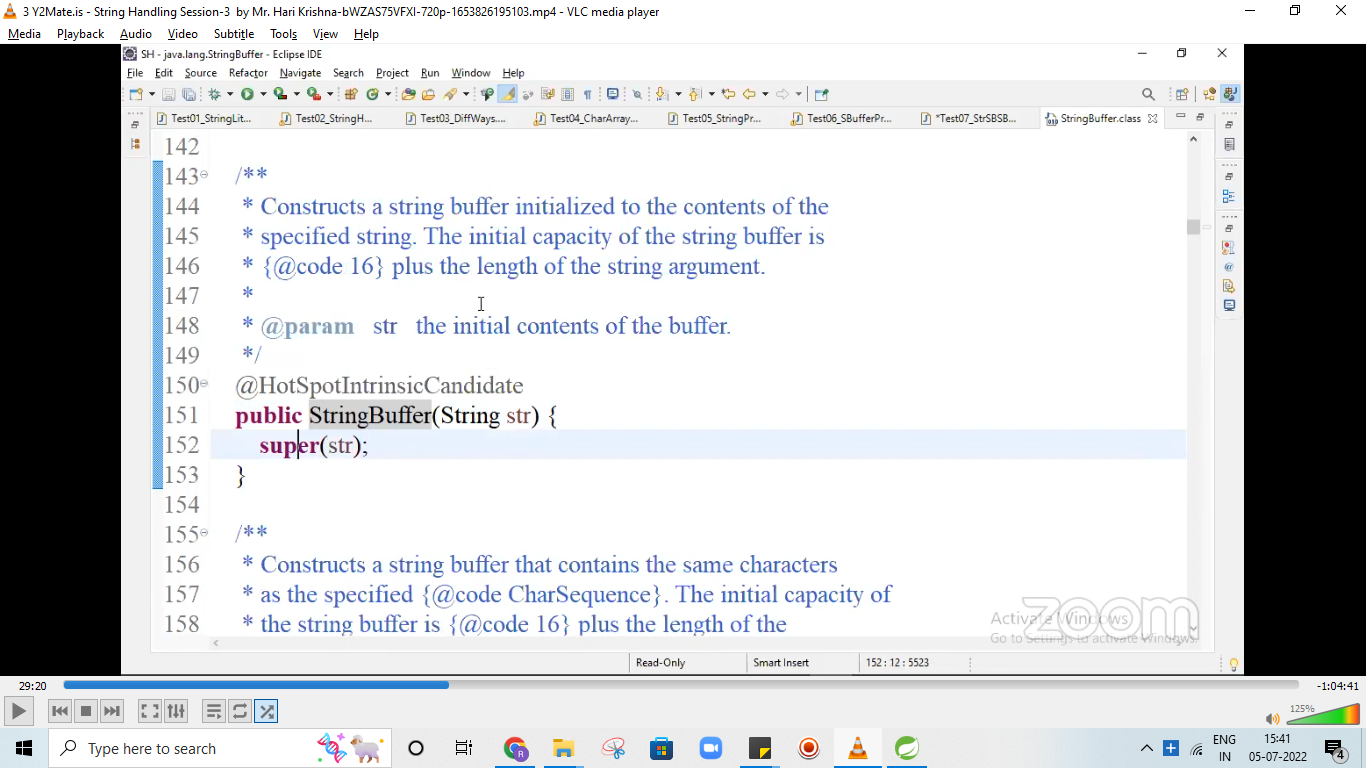 3 Y2Mate.is - String Handling Session-3 by Mr. Hari Krishna-bWZAS75VFXI-720p-1653826195103.mp4 - VLC media player
Media Playback Audio Video Subtitle Tools View Help
SH - java.lang.StringBuffer - Eclipse IDE
File Edit Source Refactor Navigate Search Project Run Window Help
Test01_StringLit... Test02_StringH... Test03_DiffWays.... Test04_CharArray... Test05_StringPr... Test06_SBufferPr... *Test07_StrSBSB... StringBuffer.class
142
143 /**
144 * Constructs a string buffer initialized to the contents of the
145 * specified string. The initial capacity of the string buffer is
146 * {@code 16} plus the length of the string argument.
147 *
148 * @param str the initial contents of the buffer.
149 */
150 @HotSpotIntrinsicCandidate
151 public StringBuffer(String str) {
152 super(str);
153 }
154
155 /**
156 * Constructs a string buffer that contains the same characters
157 * as the specified {@code CharSequence}. The initial capacity of
158 * the string buffer is {@code 16} plus the length of the
Activate Windows
Go to Settings to activate Windows.
zoom
Read-Only Smart Insert 152 : 12 : 5523
29:20 -1:04:41
125%
Type here to search
ENG 15:41
IN 05-07-2022 4